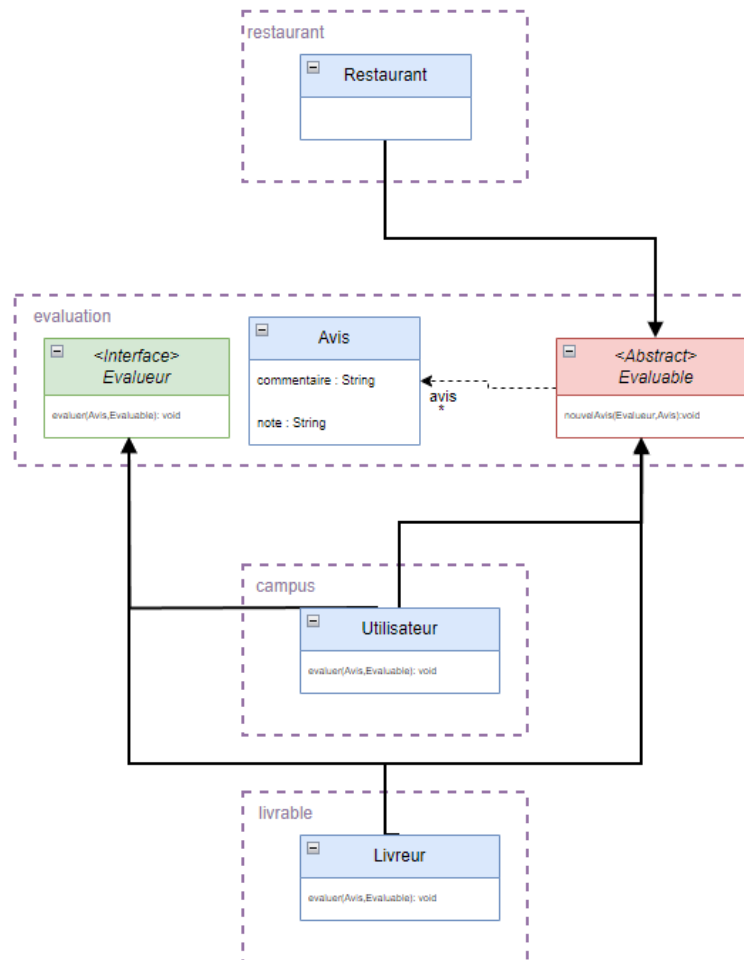 restaurant
Restaurant
evaluation
<Interface>
Evalueur
evaluer(Avis,Evaluable): void
Avis
commentaire : String
note : String
avis
*
<Abstract>
Evaluable
nouvelAvis(Evalueur,Avis):void
campus
Utilisateur
evaluer(Avis,Evaluable): void
livrable
Livreur
evaluer(Avis,Evaluable): void